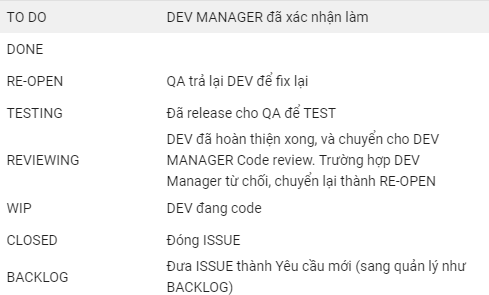 TO DO DEV MANAGER đã xác nhận làm
DONE
RE-OPEN QA trả lại DEV để fix lại
TESTING Đã release cho QA để TEST
DEV đã hoàn thiện xong, và chuyển cho DEV
REVIEWING MANAGER Code review. Trường hợp DEV
Manager từ chối, chuyển lại thành RE-OPEN
WIP DEV đang code
CLOSED Đóng ISSUE
BACKLOG Đưa ISSUE thành Yêu cầu mới (sang quản lý như
BACKLOG)